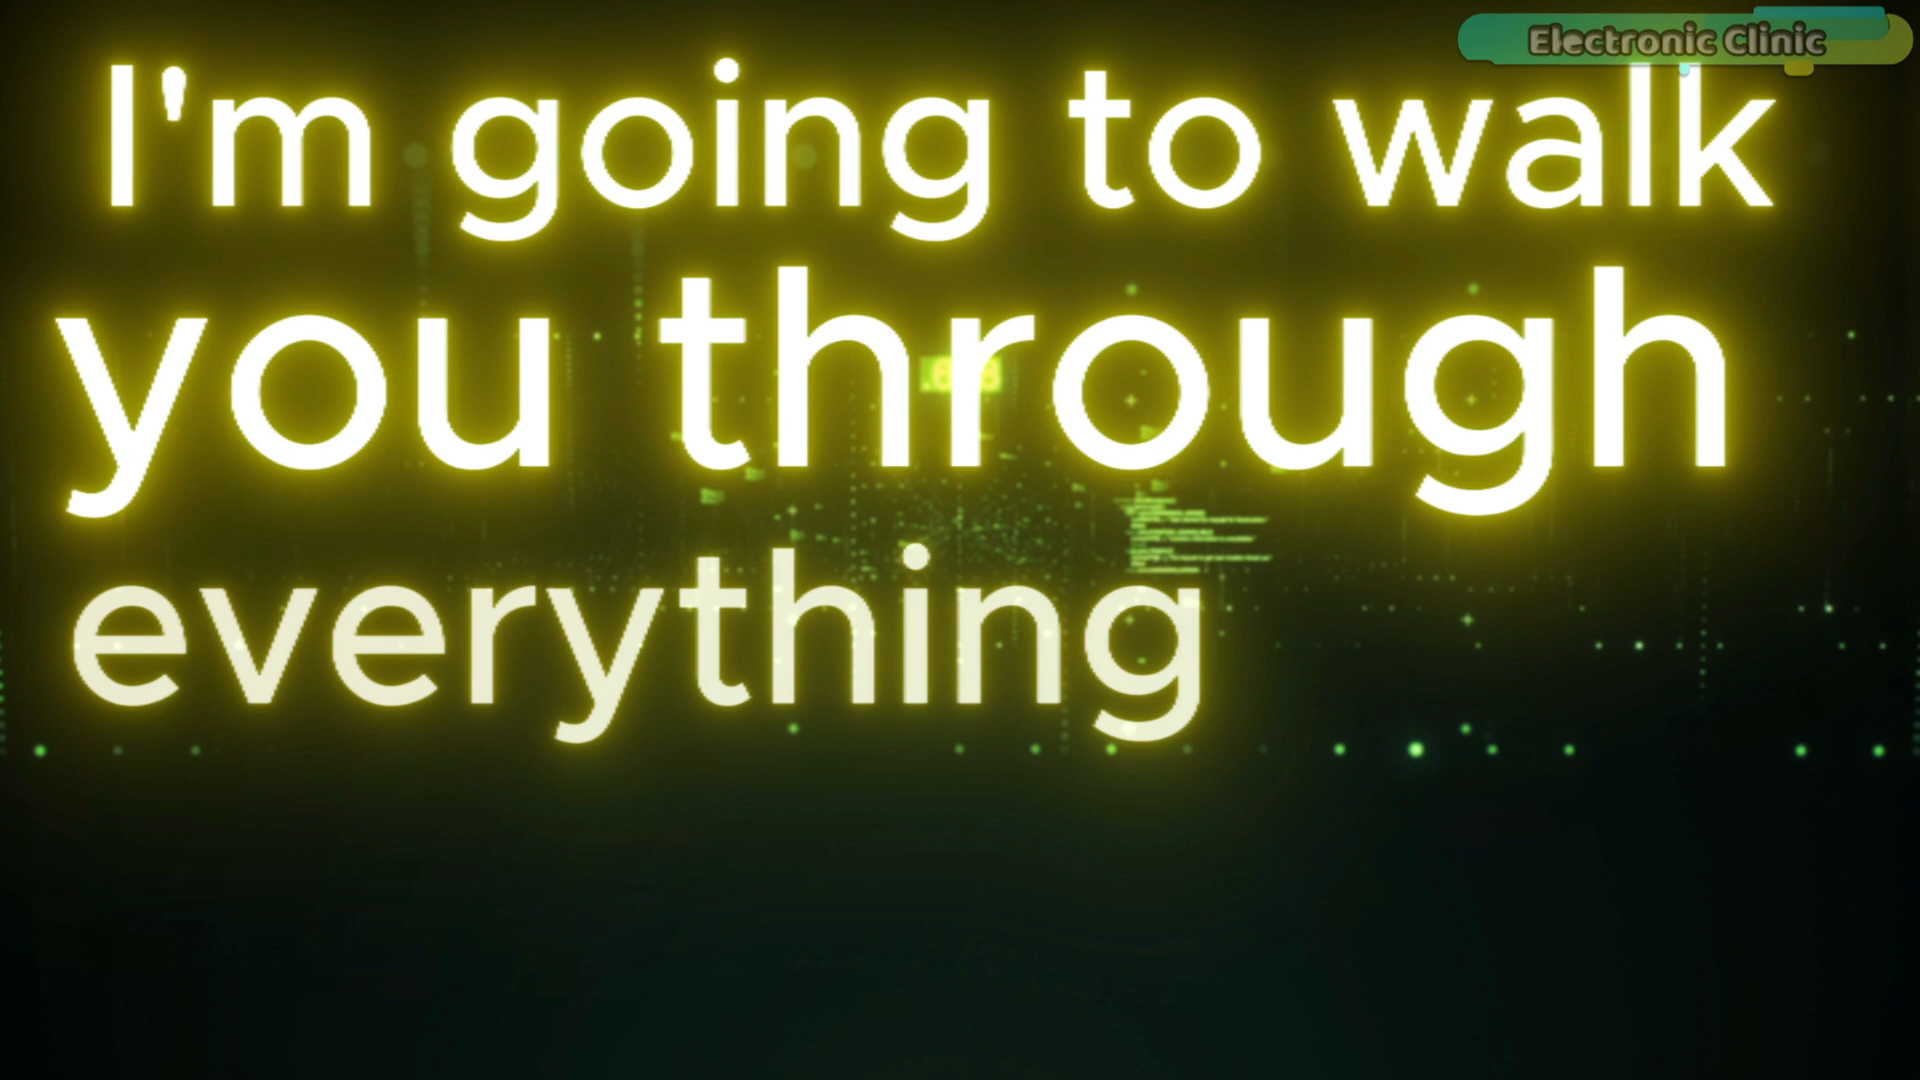 Electronic Clinic
I'm going to walk
you through
everything